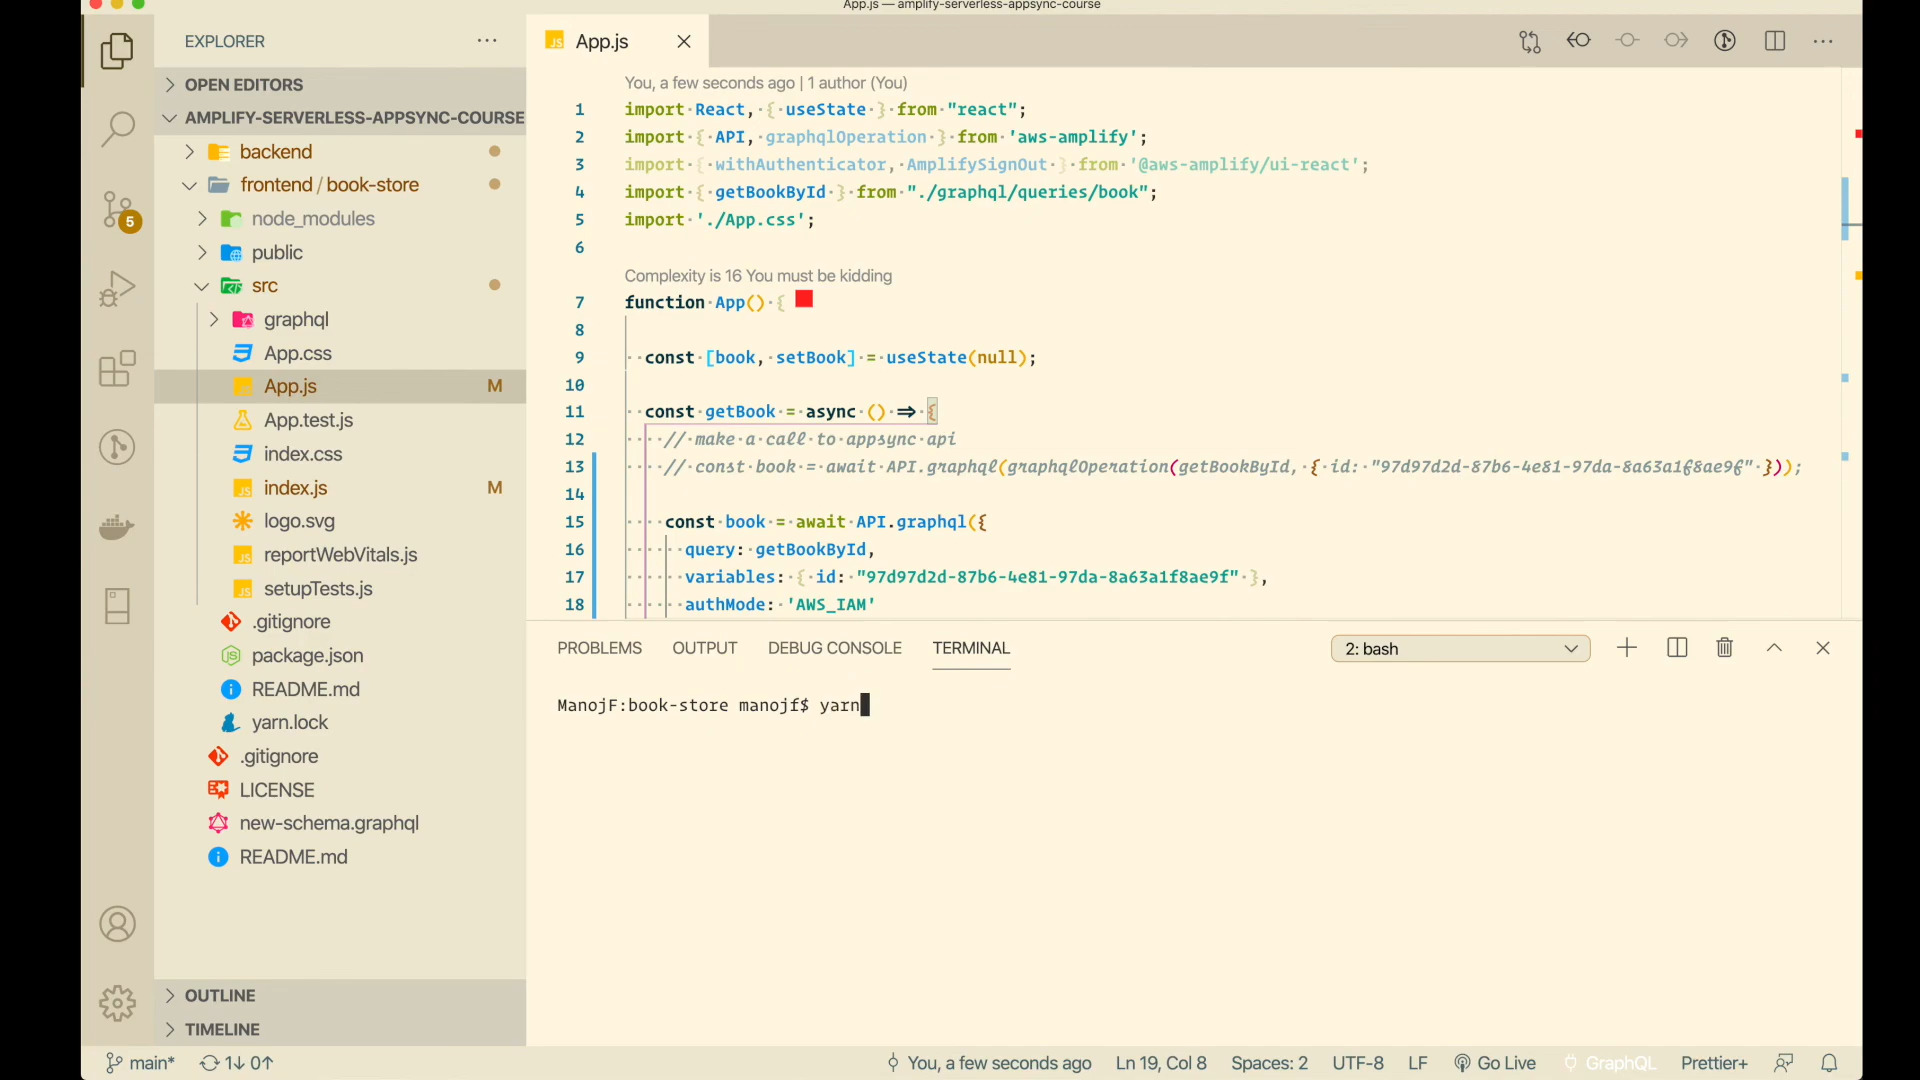 App.js — amplify-serverless-appsync-course
EXPLORER
OPEN EDITORS
AMPLIFY-SERVERLESS-APPSYNC-COURSE
backend
frontend / book-store
node_modules
public
src
graphql
App.css
App.js M
App.test.js
index.css
index.js M
logo.svg
reportWebVitals.js
setupTests.js
.gitignore
package.json
README.md
yarn.lock
.gitignore
LICENSE
new-schema.graphql
README.md
OUTLINE
TIMELINE
5
JS App.js
You, a few seconds ago | 1 author (You)
1 import React, { useState } from "react";
2 import { API, graphqlOperation } from 'aws-amplify';
3 import { withAuthenticator, AmplifySignOut } from '@aws-amplify/ui-react';
4 import { getBookById } from "./graphql/queries/book";
5 import './App.css';
6
Complexity is 16 You must be kidding
7 function App() {
8
9 const [book, setBook] = useState(null);
10
11 const getBook = async () => {
12 // make a call to appsync api
13 // const book = await API.graphql(graphqlOperation(getBookById, { id: "97d97d2d-87b6-4e81-97da-8a63a1f8ae9f" }));
14
15 const book = await API.graphql({
16 query: getBookById,
17 variables: { id: "97d97d2d-87b6-4e81-97da-8a63a1f8ae9f" },
18 authMode: 'AWS_IAM'
PROBLEMS OUTPUT DEBUG CONSOLE TERMINAL 2: bash
ManojF:book-store manojf$ yarn
main* 1↓ 0↑ You, a few seconds ago Ln 19, Col 8 Spaces: 2 UTF-8 LF Go Live GraphQL Prettier+